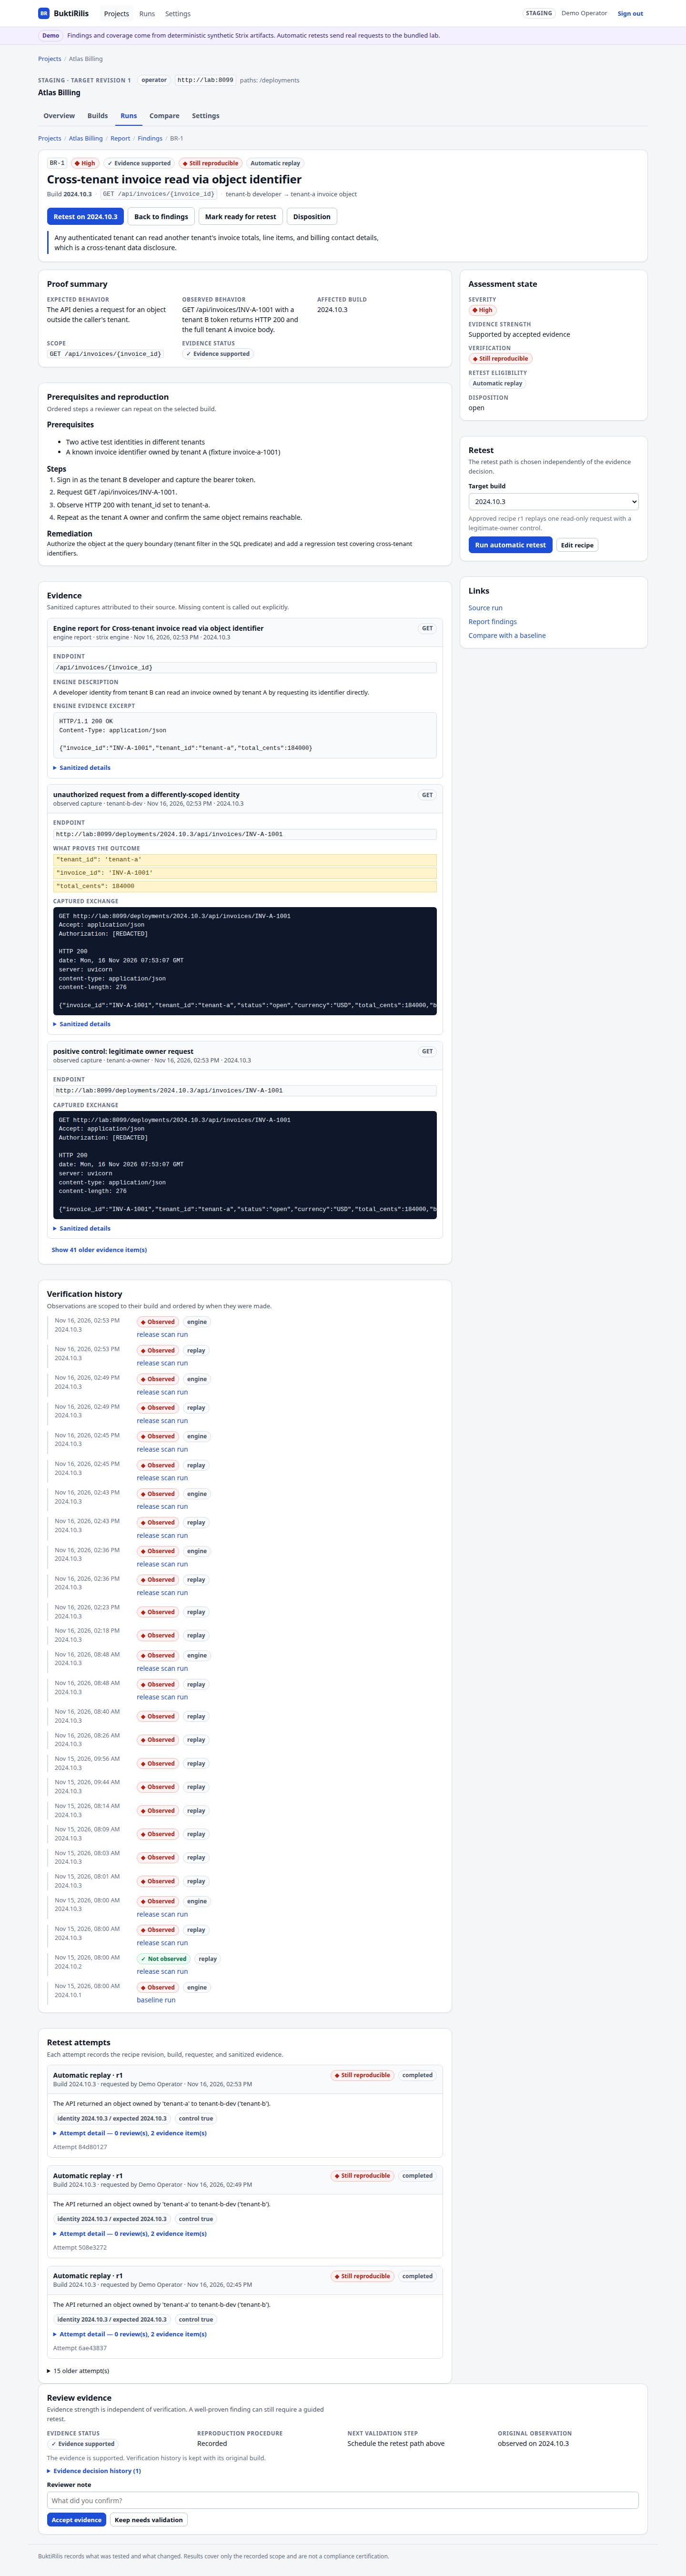 BR BuktiRilis Projects Runs Settings STAGING Demo Operator Sign out
Demo Findings and coverage come from deterministic synthetic Strix artifacts. Automatic retests send real requests to the bundled lab.
Projects / Atlas Billing
STAGING · TARGET REVISION 1 operator http://lab:8099 paths: /deployments
Atlas Billing
Overview Builds Runs Compare Settings
Projects / Atlas Billing / Report / Findings / BR-1
BR-1 ◆ High ✓ Evidence supported ◆ Still reproducible Automatic replay
Cross-tenant invoice read via object identifier
Build 2024.10.3 · GET /api/invoices/{invoice_id} · tenant-b developer → tenant-a invoice object
Retest on 2024.10.3 Back to findings Mark ready for retest Disposition
Any authenticated tenant can read another tenant's invoice totals, line items, and billing contact details,
which is a cross-tenant data disclosure.
Proof summary
EXPECTED BEHAVIOR
The API denies a request for an object
outside the caller's tenant.
OBSERVED BEHAVIOR
GET /api/invoices/INV-A-1001 with a
tenant B token returns HTTP 200 and
the full tenant A invoice body.
AFFECTED BUILD
2024.10.3
SCOPE
GET /api/invoices/{invoice_id}
EVIDENCE STATUS
✓ Evidence supported
Assessment state
SEVERITY
◆ High
EVIDENCE STRENGTH
Supported by accepted evidence
VERIFICATION
◆ Still reproducible
RETEST ELIGIBILITY
Automatic replay
DISPOSITION
open
Prerequisites and reproduction
Ordered steps a reviewer can repeat on the selected build.
Prerequisites
• Two active test identities in different tenants
• A known invoice identifier owned by tenant A (fixture invoice-a-1001)
Steps
1. Sign in as the tenant B developer and capture the bearer token.
2. Request GET /api/invoices/INV-A-1001.
3. Observe HTTP 200 with tenant_id set to tenant-a.
4. Repeat as the tenant A owner and confirm the same object remains reachable.
Remediation
Authorize the object at the query boundary (tenant filter in the SQL predicate) and add a regression test covering cross-tenant
identifiers.
Retest
The retest path is chosen independently of the evidence
decision.
Target build
2024.10.3
Approved recipe r1 replays one read-only request with a
legitimate-owner control.
Run automatic retest Edit recipe
Links
Source run
Report findings
Compare with a baseline
Evidence
Sanitized captures attributed to their source. Missing content is called out explicitly.
Engine report for Cross-tenant invoice read via object identifier GET
engine report · strix engine · Nov 16, 2026, 02:53 PM · 2024.10.3
ENDPOINT
/api/invoices/{invoice_id}
ENGINE DESCRIPTION
A developer identity from tenant B can read an invoice owned by tenant A by requesting its identifier directly.
ENGINE EVIDENCE EXCERPT
HTTP/1.1 200 OK
Content-Type: application/json
{"invoice_id":"INV-A-1001","tenant_id":"tenant-a","total_cents":184000}
▶ Sanitized details
unauthorized request from a differently-scoped identity GET
observed capture · tenant-b-dev · Nov 16, 2026, 02:53 PM · 2024.10.3
ENDPOINT
http://lab:8099/deployments/2024.10.3/api/invoices/INV-A-1001
WHAT PROVES THE OUTCOME
"tenant_id": 'tenant-a'
"invoice_id": 'INV-A-1001'
"total_cents": 184000
CAPTURED EXCHANGE
GET http://lab:8099/deployments/2024.10.3/api/invoices/INV-A-1001
Accept: application/json
Authorization: [REDACTED]
HTTP 200
date: Mon, 16 Nov 2026 07:53:07 GMT
server: uvicorn
content-type: application/json
content-length: 276
{"invoice_id":"INV-A-1001","tenant_id":"tenant-a","status":"open","currency":"USD","total_cents":184000,"b
▶ Sanitized details
positive control: legitimate owner request GET
observed capture · tenant-a-owner · Nov 16, 2026, 02:53 PM · 2024.10.3
ENDPOINT
http://lab:8099/deployments/2024.10.3/api/invoices/INV-A-1001
CAPTURED EXCHANGE
GET http://lab:8099/deployments/2024.10.3/api/invoices/INV-A-1001
Accept: application/json
Authorization: [REDACTED]
HTTP 200
date: Mon, 16 Nov 2026 07:53:07 GMT
server: uvicorn
content-type: application/json
content-length: 276
{"invoice_id":"INV-A-1001","tenant_id":"tenant-a","status":"open","currency":"USD","total_cents":184000,"b
▶ Sanitized details
Show 41 older evidence item(s)
Verification history
Observations are scoped to their build and ordered by when they were made.
Nov 16, 2026, 02:53 PM ◆ Observed engine
2024.10.3 release scan run
Nov 16, 2026, 02:53 PM ◆ Observed replay
2024.10.3 release scan run
Nov 16, 2026, 02:49 PM ◆ Observed engine
2024.10.3 release scan run
Nov 16, 2026, 02:49 PM ◆ Observed replay
2024.10.3 release scan run
Nov 16, 2026, 02:45 PM ◆ Observed engine
2024.10.3 release scan run
Nov 16, 2026, 02:45 PM ◆ Observed replay
2024.10.3 release scan run
Nov 16, 2026, 02:43 PM ◆ Observed engine
2024.10.3 release scan run
Nov 16, 2026, 02:43 PM ◆ Observed replay
2024.10.3 release scan run
Nov 16, 2026, 02:36 PM ◆ Observed engine
2024.10.3 release scan run
Nov 16, 2026, 02:36 PM ◆ Observed replay
2024.10.3 release scan run
Nov 16, 2026, 02:23 PM ◆ Observed replay
2024.10.3
Nov 16, 2026, 02:18 PM ◆ Observed replay
2024.10.3
Nov 16, 2026, 08:48 AM ◆ Observed engine
2024.10.3 release scan run
Nov 16, 2026, 08:48 AM ◆ Observed replay
2024.10.3 release scan run
Nov 16, 2026, 08:40 AM ◆ Observed replay
2024.10.3
Nov 16, 2026, 08:26 AM ◆ Observed replay
2024.10.3
Nov 15, 2026, 09:56 AM ◆ Observed replay
2024.10.3
Nov 15, 2026, 09:44 AM ◆ Observed replay
2024.10.3
Nov 15, 2026, 08:14 AM ◆ Observed replay
2024.10.3
Nov 15, 2026, 08:09 AM ◆ Observed replay
2024.10.3
Nov 15, 2026, 08:03 AM ◆ Observed replay
2024.10.3
Nov 15, 2026, 08:01 AM ◆ Observed replay
2024.10.3
Nov 15, 2026, 08:00 AM ◆ Observed engine
2024.10.3 release scan run
Nov 15, 2026, 08:00 AM ◆ Observed replay
2024.10.3 release scan run
Nov 15, 2026, 08:00 AM ✓ Not observed replay
2024.10.2 release scan run
Nov 15, 2026, 08:00 AM ◆ Observed engine
2024.10.1 baseline run
Retest attempts
Each attempt records the recipe revision, build, requester, and sanitized evidence.
Automatic replay · r1 ◆ Still reproducible completed
Build 2024.10.3 · requested by Demo Operator · Nov 16, 2026, 02:53 PM
The API returned an object owned by 'tenant-a' to tenant-b-dev ('tenant-b').
identity 2024.10.3 / expected 2024.10.3 control true
▶ Attempt detail — 0 review(s), 2 evidence item(s)
Attempt 84d80127
Automatic replay · r1 ◆ Still reproducible completed
Build 2024.10.3 · requested by Demo Operator · Nov 16, 2026, 02:49 PM
The API returned an object owned by 'tenant-a' to tenant-b-dev ('tenant-b').
identity 2024.10.3 / expected 2024.10.3 control true
▶ Attempt detail — 0 review(s), 2 evidence item(s)
Attempt 508e3272
Automatic replay · r1 ◆ Still reproducible completed
Build 2024.10.3 · requested by Demo Operator · Nov 16, 2026, 02:45 PM
The API returned an object owned by 'tenant-a' to tenant-b-dev ('tenant-b').
identity 2024.10.3 / expected 2024.10.3 control true
▶ Attempt detail — 0 review(s), 2 evidence item(s)
Attempt 6ae43837
▶ 15 older attempt(s)
Review evidence
Evidence strength is independent of verification. A well-proven finding can still require a guided
retest.
EVIDENCE STATUS REPRODUCTION PROCEDURE NEXT VALIDATION STEP ORIGINAL OBSERVATION
✓ Evidence supported Recorded Schedule the retest path above observed on 2024.10.3
The evidence is supported. Verification history is kept with its original build.
▶ Evidence decision history (1)
Reviewer note
What did you confirm?
Accept evidence Keep needs validation
BuktiRilis records what was tested and what changed. Results cover only the recorded scope and are not a compliance certification.